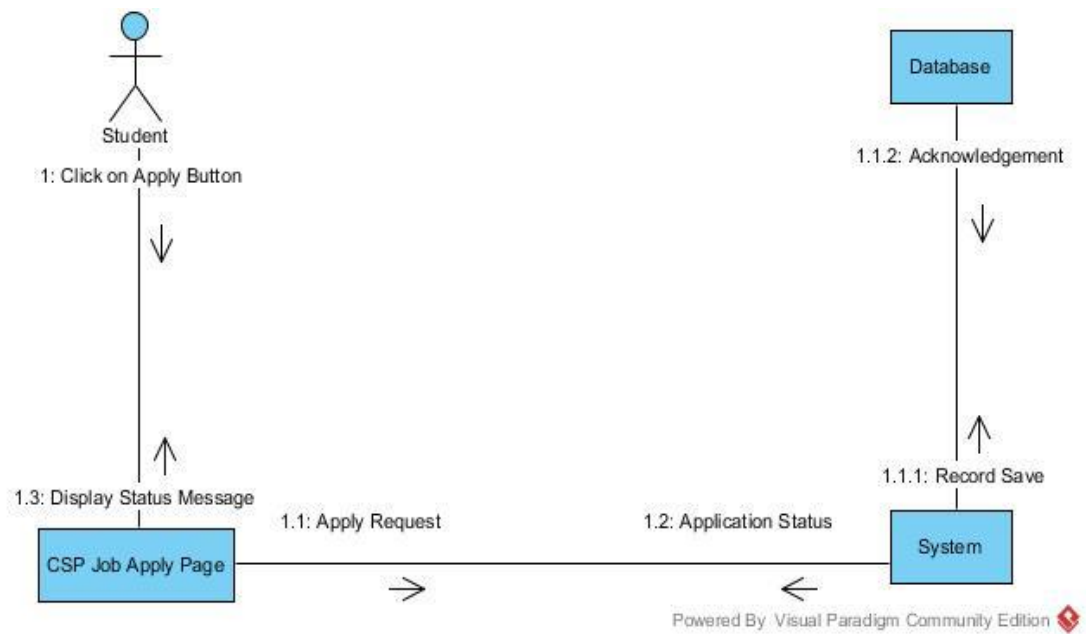 Database
Student
1.1.2: Acknowledgement
1: Click on Apply Button
1.1.1: Record Save
1.3: Display Status Message
1.1: Apply Request
1.2: Application Status
System
CSP Job Apply Page
Powered By Visual Paradigm Community Edition